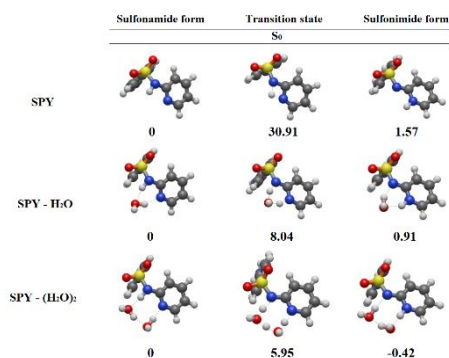 Sulfonamide form Transition state Sulfonimide form
S₀
SPY
0 30.91 1.57
SPY - H₂O
0 8.04 0.91
SPY - (H₂O)₂
0 5.95 -0.42